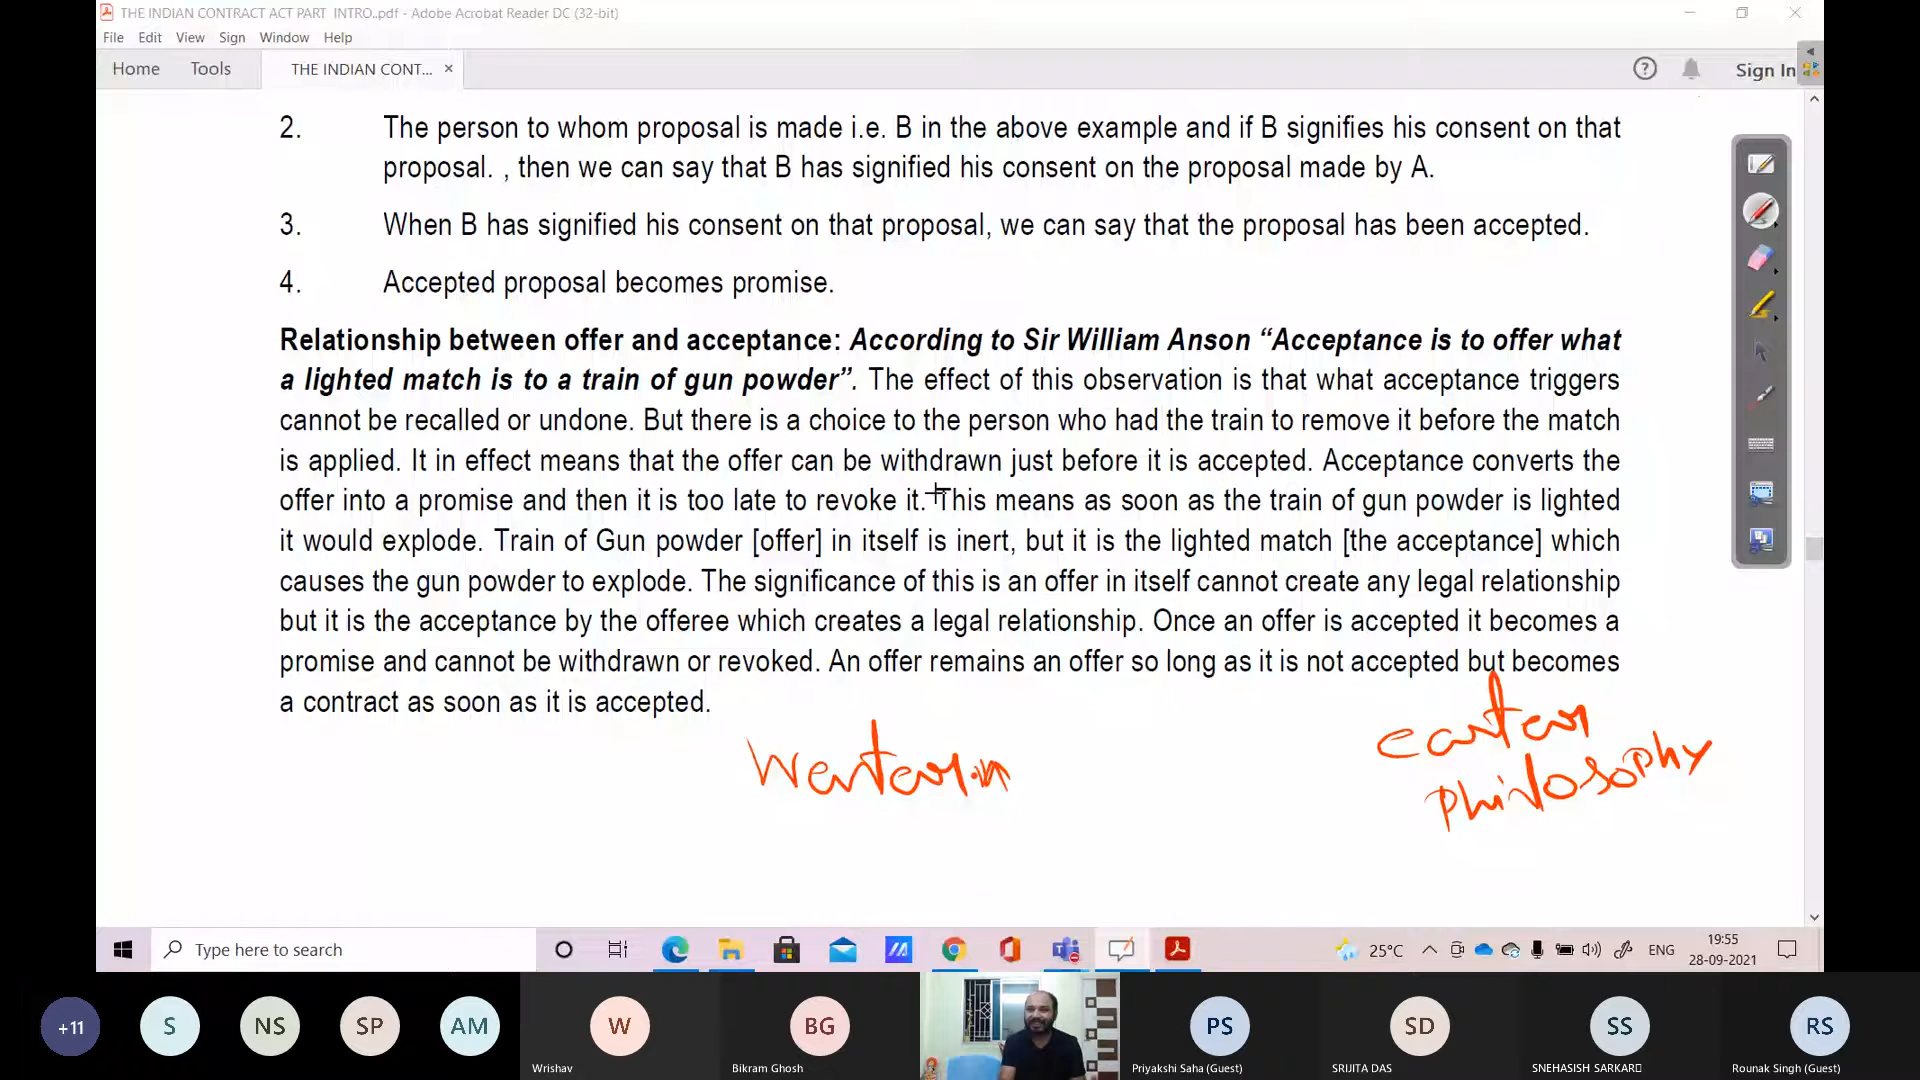 THE INDIAN CONTRACT ACT PART  INTRO..pdf - Adobe Acrobat Reader DC (32-bit)
File Edit View Sign Window Help
Home Tools THE INDIAN CONT... × Sign In
2. The person to whom proposal is made i.e. B in the above example and if B signifies his consent on that
proposal. , then we can say that B has signified his consent on the proposal made by A.
3. When B has signified his consent on that proposal, we can say that the proposal has been accepted.
4. Accepted proposal becomes promise.
Relationship between offer and acceptance: According to Sir William Anson “Acceptance is to offer what
a lighted match is to a train of gun powder”. The effect of this observation is that what acceptance triggers
cannot be recalled or undone. But there is a choice to the person who had the train to remove it before the match
is applied. It in effect means that the offer can be withdrawn just before it is accepted. Acceptance converts the
offer into a promise and then it is too late to revoke it. This means as soon as the train of gun powder is lighted
it would explode. Train of Gun powder [offer] in itself is inert, but it is the lighted match [the acceptance] which
causes the gun powder to explode. The significance of this is an offer in itself cannot create any legal relationship
but it is the acceptance by the offeree which creates a legal relationship. Once an offer is accepted it becomes a
promise and cannot be withdrawn or revoked. An offer remains an offer so long as it is not accepted but becomes
a contract as soon as it is accepted.
philosophy
Type here to search 25°C ENG 19:55
28-09-2021
+11 S NS SP AM W BG PS SD SS RS
Wrishav Bikram Ghosh Priyakshi Saha (Guest) SRIJITA DAS SNEHASISH SARKAR Rounak Singh (Guest)